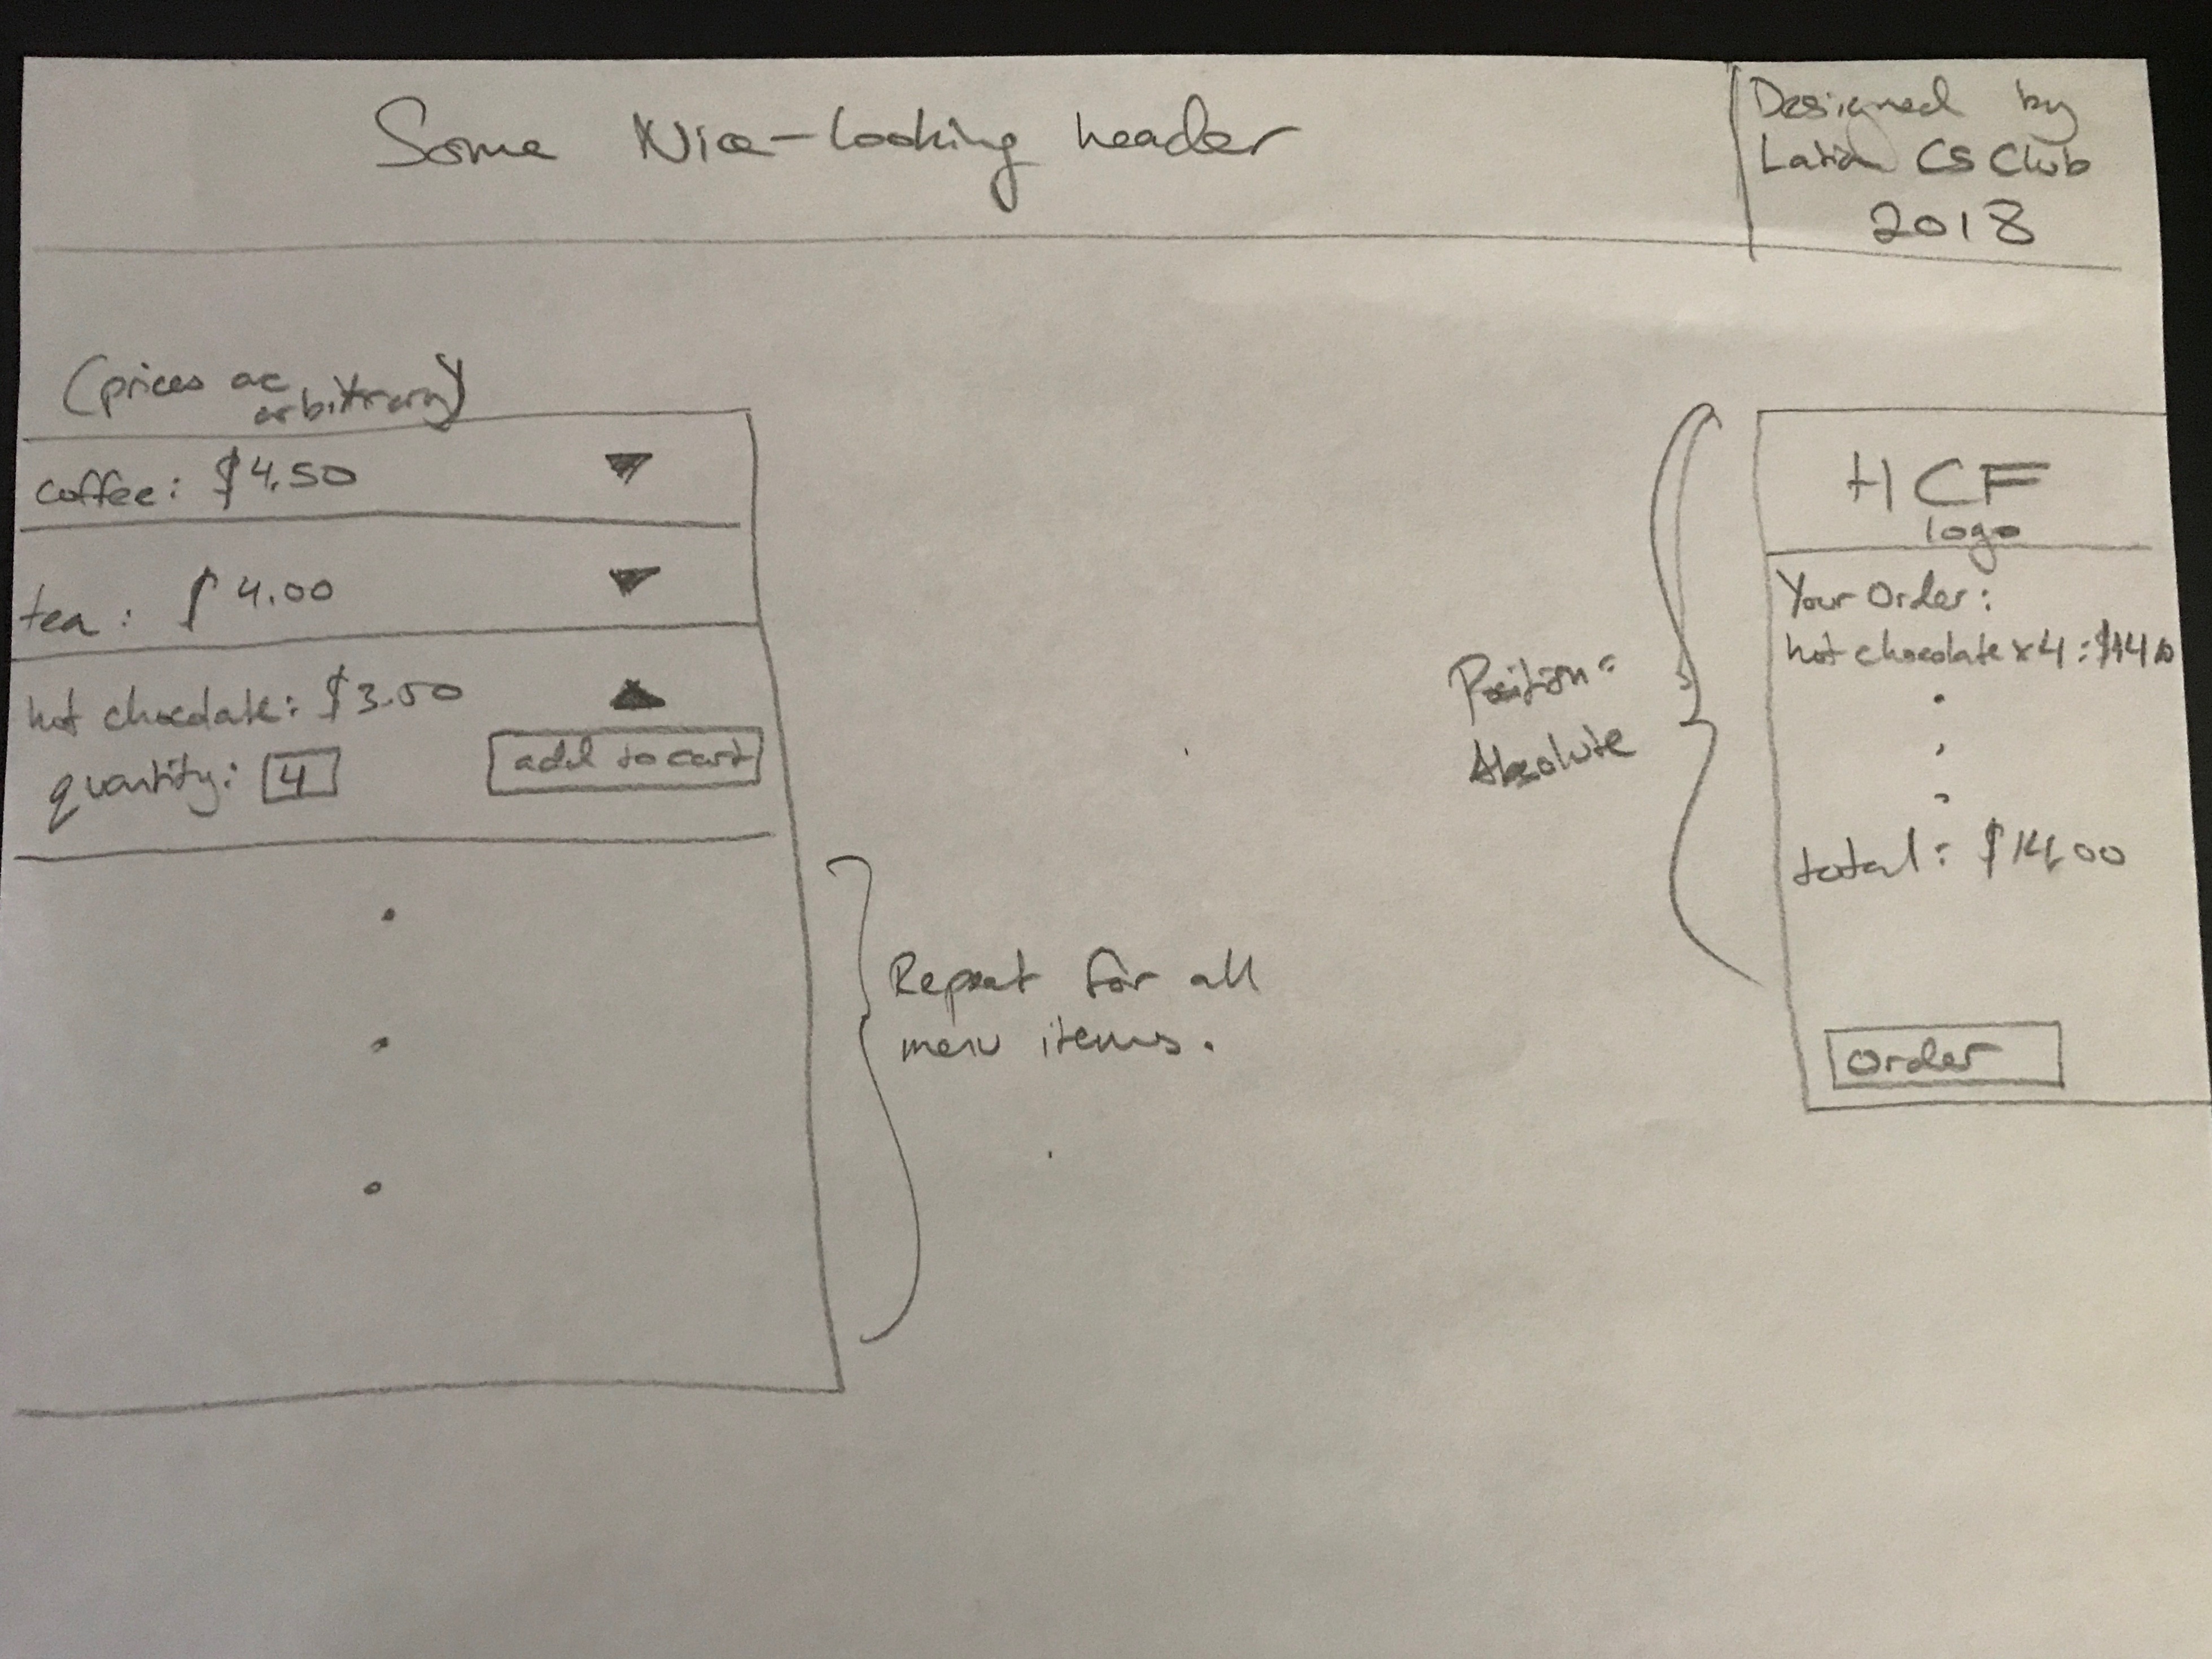 Some Nice-looking header
Designed by
Latin CS Club
2018
(prices are
arbitrary)
coffee: $4.50
tea: $4.00
hot chocolate: $3.50
quantity: 4
add to cart
Repeat for all
menu items.
Position=
Absolute
HCF
logo
Your Order:
hot chocolate x4: $14.00
total: $14.00
Order